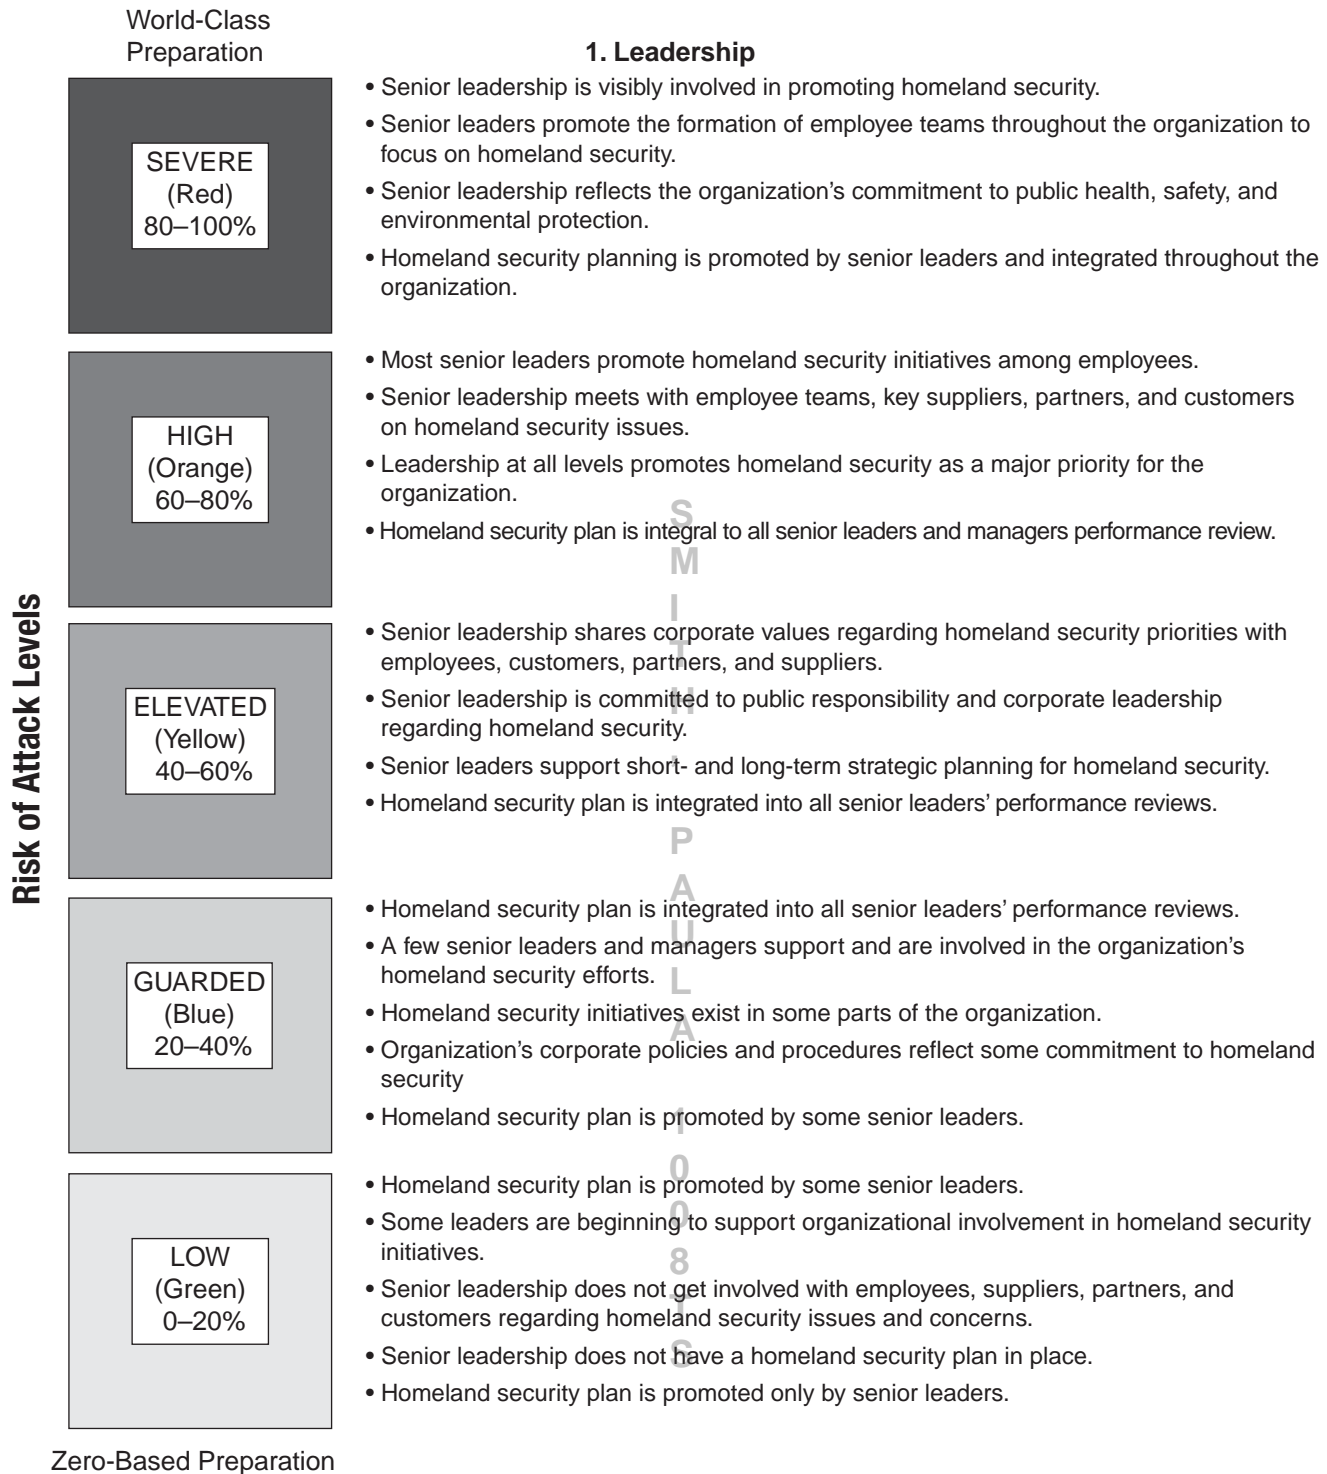 World-Class
Preparation
1. Leadership
SEVERE
(Red)
80–100%
• Senior leadership is visibly involved in promoting homeland security.
• Senior leaders promote the formation of employee teams throughout the organization to
focus on homeland security.
• Senior leadership reflects the organization’s commitment to public health, safety, and
environmental protection.
• Homeland security planning is promoted by senior leaders and integrated throughout the
organization.
HIGH
(Orange)
60–80%
• Most senior leaders promote homeland security initiatives among employees.
• Senior leadership meets with employee teams, key suppliers, partners, and customers
on homeland security issues.
• Leadership at all levels promotes homeland security as a major priority for the
organization.
• Homeland security plan is integral to all senior leaders and managers performance review.
Risk of Attack Levels
ELEVATED
(Yellow)
40–60%
• Senior leadership shares corporate values regarding homeland security priorities with
employees, customers, partners, and suppliers.
• Senior leadership is committed to public responsibility and corporate leadership
regarding homeland security.
• Senior leaders support short- and long-term strategic planning for homeland security.
• Homeland security plan is integrated into all senior leaders’ performance reviews.
GUARDED
(Blue)
20–40%
• Homeland security plan is integrated into all senior leaders’ performance reviews.
• A few senior leaders and managers support and are involved in the organization’s
homeland security efforts.
• Homeland security initiatives exist in some parts of the organization.
• Organization’s corporate policies and procedures reflect some commitment to homeland
security
• Homeland security plan is promoted by some senior leaders.
LOW
(Green)
0–20%
• Homeland security plan is promoted by some senior leaders.
• Some leaders are beginning to support organizational involvement in homeland security
initiatives.
• Senior leadership does not get involved with employees, suppliers, partners, and
customers regarding homeland security issues and concerns.
• Senior leadership does not have a homeland security plan in place.
• Homeland security plan is promoted only by senior leaders.
Zero-Based Preparation
SMITH, PAULA 1008TS